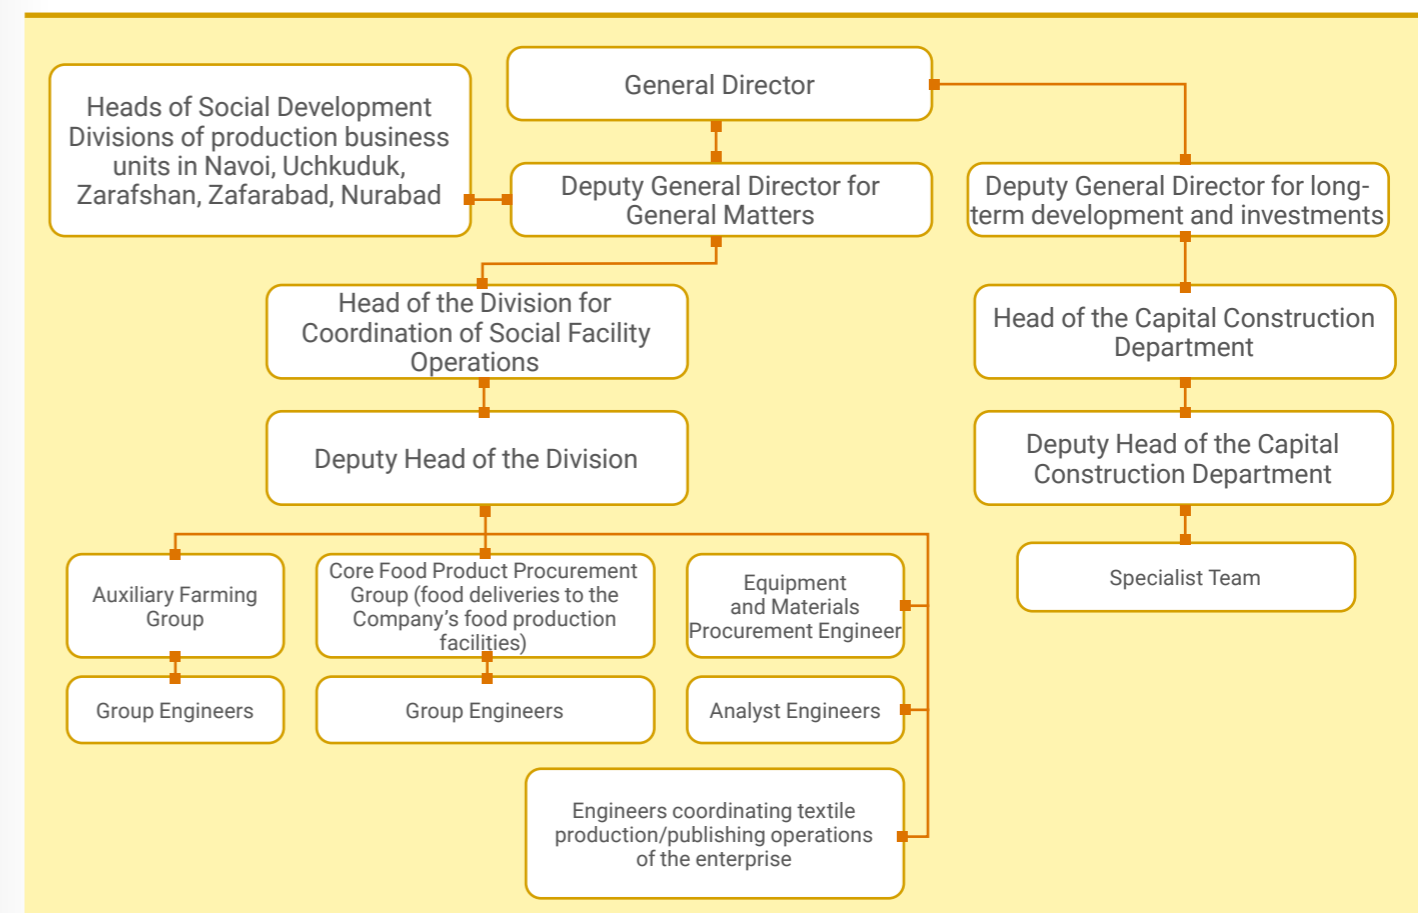 General Director
Heads of Social Development
Divisions of production business
units in Navoi, Uchkuduk,
Zarafshan, Zafarabad, Nurabad
Deputy General Director for
General Matters
Deputy General Director for long-
term development and investments
Head of the Division for
Coordination of Social Facility
Operations
Head of the Capital Construction
Department
Deputy Head of the Division
Deputy Head of the Capital
Construction Department
Auxiliary Farming
Group
Core Food Product Procurement
Group (food deliveries to the
Company’s food production
facilities)
Equipment
and Materials
Procurement Engineer
Specialist Team
Group Engineers
Group Engineers
Analyst Engineers
Engineers coordinating textile
production/publishing operations
of the enterprise